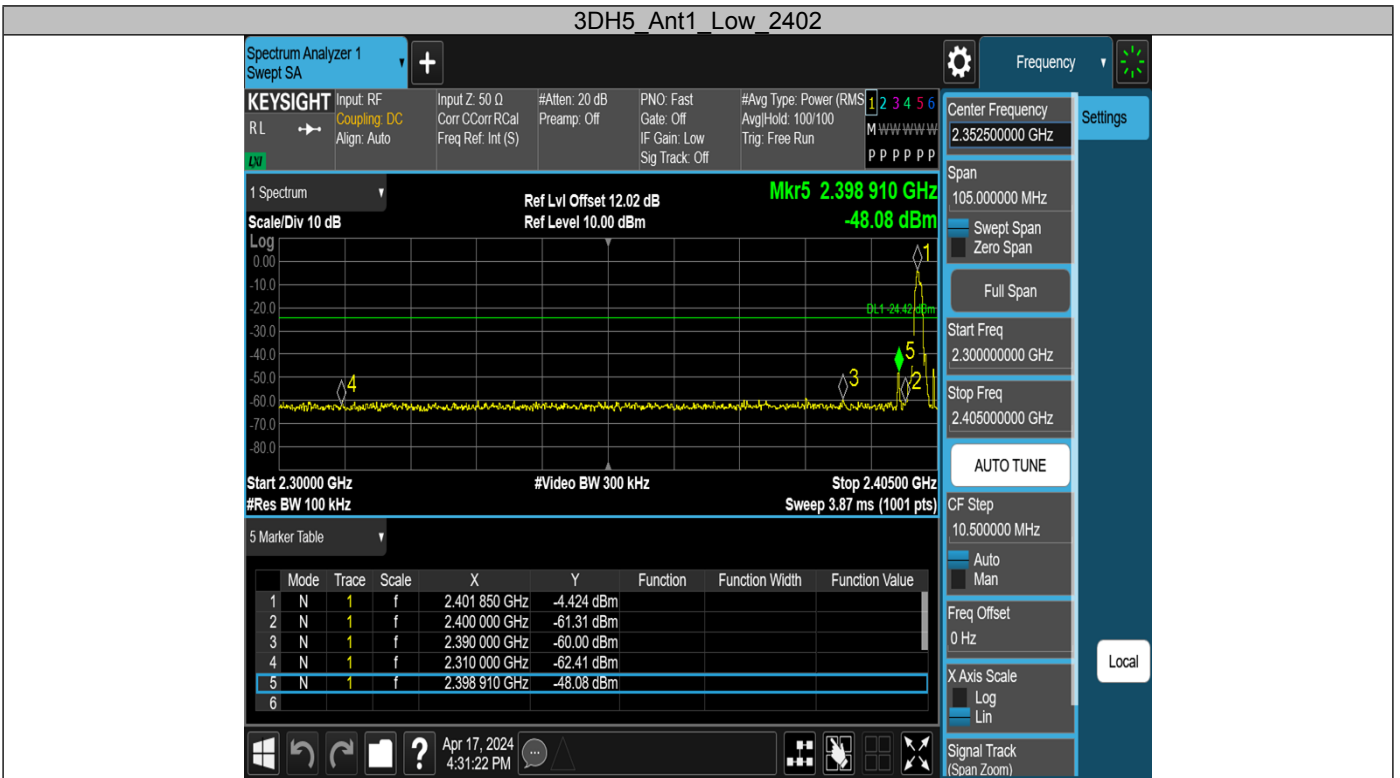 3DH5_Ant1_Low_2402
Spectrum Analyzer 1
Swept SA
+
Frequency
KEYSIGHT
R L
LXI
Input: RF
Coupling: DC
Align: Auto
Input Z: 50 Ω
Corr CCorr RCal
Freq Ref: Int (S)
#Atten: 20 dB
Preamp: Off
PNO: Fast
Gate: Off
IF Gain: Low
Sig Track: Off
#Avg Type: Power (RMS
Avg|Hold: 100/100
Trig: Free Run
1 2 3 4 5 6
M W W W W W
P P P P P P
1 Spectrum
Scale/Div 10 dB
Ref Lvl Offset 12.02 dB
Ref Level 10.00 dBm
Mkr5 2.398 910 GHz
-48.08 dBm
Log
0.00
-10.0
-20.0
-30.0
-40.0
-50.0
-60.0
-70.0
-80.0
1
DL1 -24.42 dBm
5
4
3
2
Start 2.30000 GHz
#Video BW 300 kHz
Stop 2.40500 GHz
#Res BW 100 kHz
Sweep 3.87 ms (1001 pts)
5 Marker Table
Mode Trace Scale X Y Function Function Width Function Value
1 N 1 f 2.401 850 GHz -4.424 dBm
2 N 1 f 2.400 000 GHz -61.31 dBm
3 N 1 f 2.390 000 GHz -60.00 dBm
4 N 1 f 2.310 000 GHz -62.41 dBm
5 N 1 f 2.398 910 GHz -48.08 dBm
6
?
Apr 17, 2024
4:31:22 PM
Center Frequency
2.352500000 GHz
Settings
Span
105.000000 MHz
Swept Span
Zero Span
Full Span
Start Freq
2.300000000 GHz
Stop Freq
2.405000000 GHz
AUTO TUNE
CF Step
10.500000 MHz
Auto
Man
Freq Offset
0 Hz
Local
X Axis Scale
Log
Lin
Signal Track
(Span Zoom)